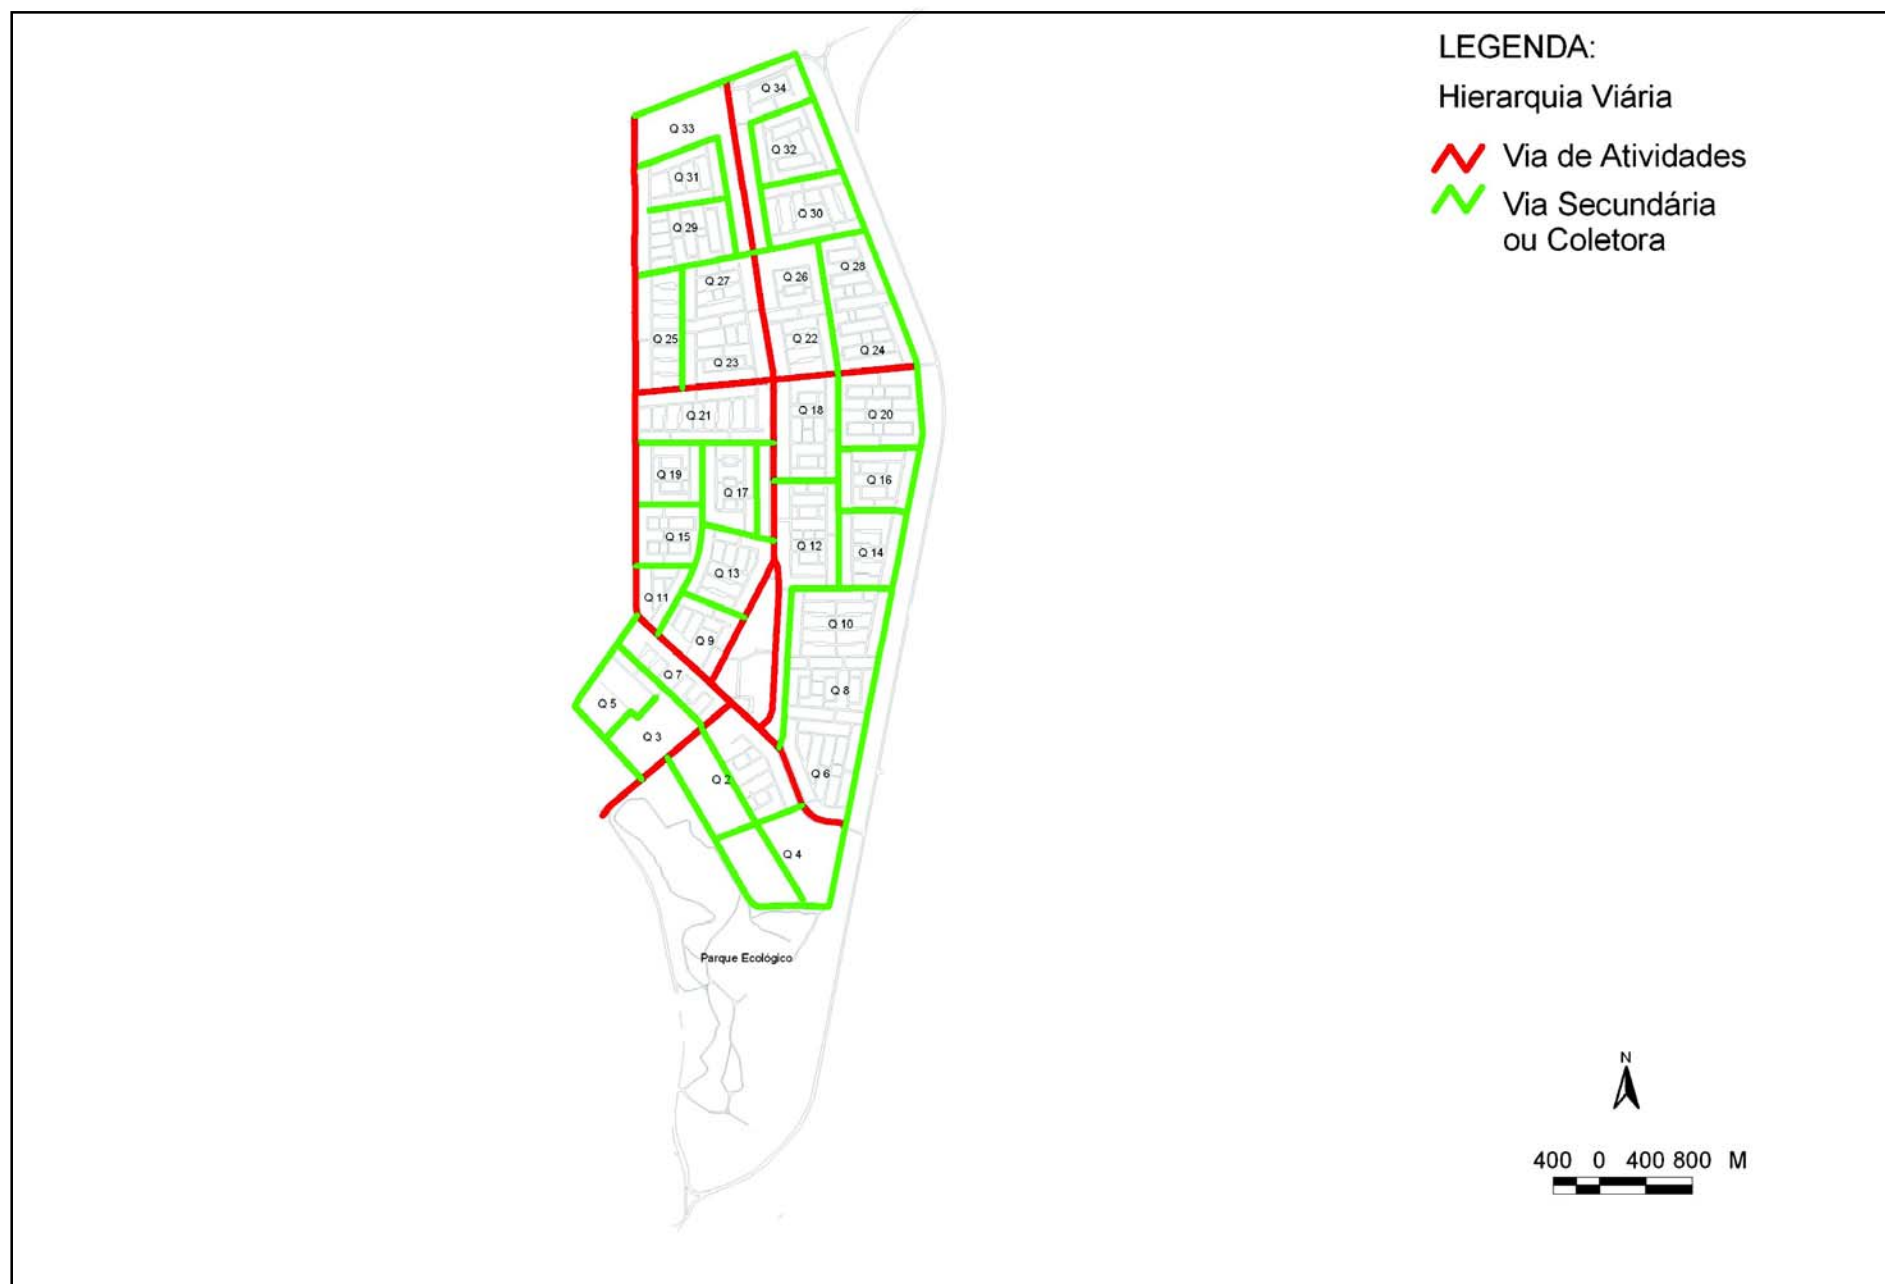 LEGENDA:
Hierarquia Viária
Via de Atividades
Via Secundária
ou Coletora
Q 34
Q 33
Q 32
Q 31
Q 30
Q 29
Q 28
Q 26
Q 27
Q 25
Q 22
Q 24
Q 23
Q 18
Q 21
Q 20
Q 19
Q 16
Q 17
Q 15
Q 12
Q 14
Q 13
Q 11
Q 10
Q 9
Q 7
Q 8
Q 5
Q 3
Q 6
Q 2
Q 4
Parque Ecológico
N
400 0 400 800 M